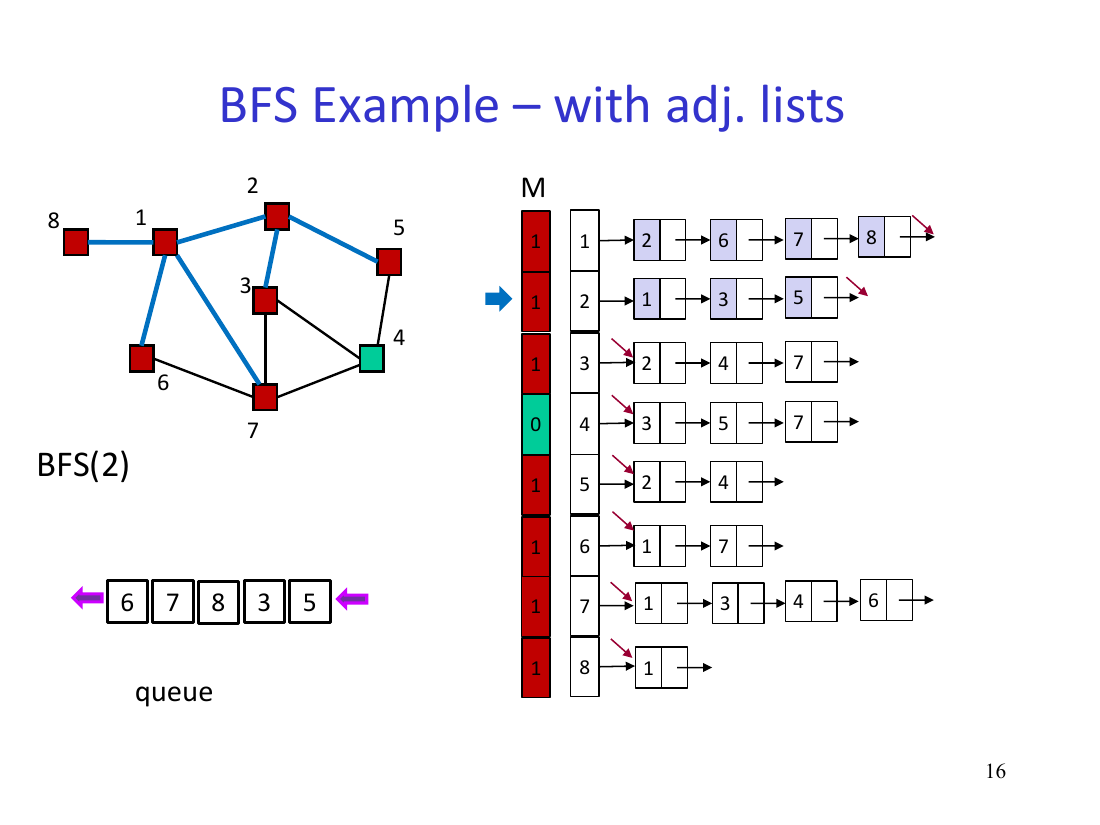 BFS Example – with adj. lists
2
8
1
5
3
4
6
7
BFS(2)
6 7 8 3 5
queue
M
1 1 2 6 7 8
1 2 1 3 5
1 3 2 4 7
0 4 3 5 7
1 5 2 4
1 6 1 7
1 7 1 3 4 6
1 8 1
16